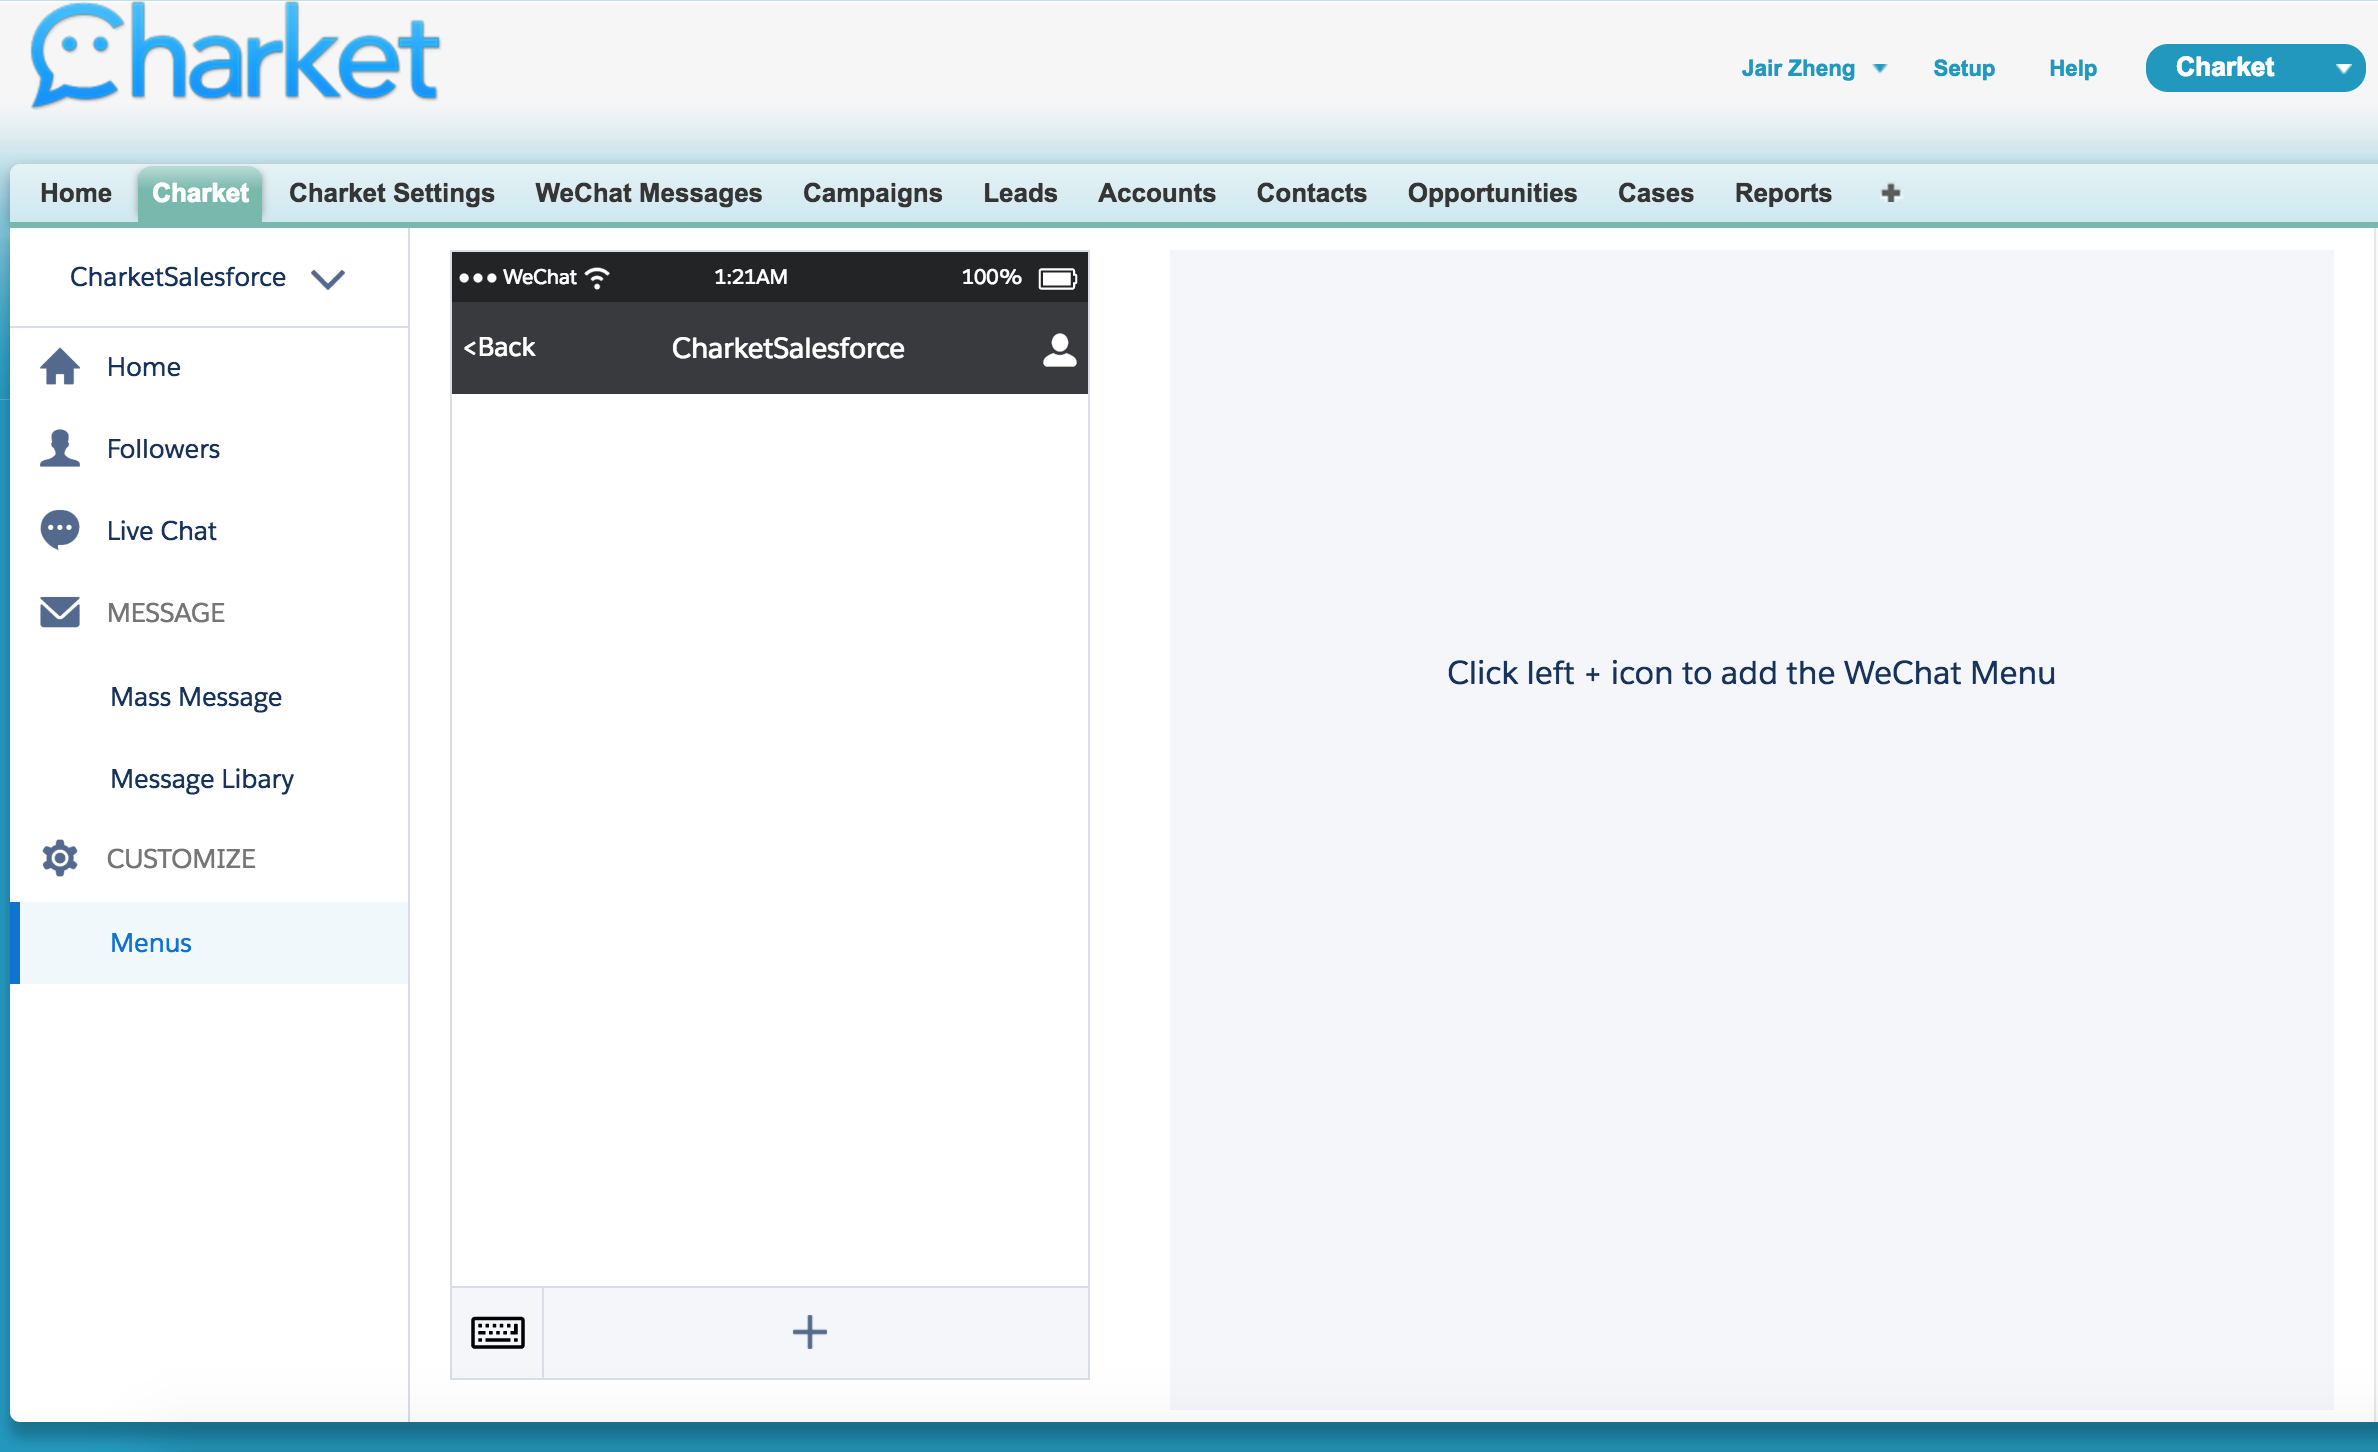 Charket
Jair Zheng Setup Help Charket
Home Charket Charket Settings WeChat Messages Campaigns Leads Accounts Contacts Opportunities Cases Reports +
CharketSalesforce
Home
Followers
Live Chat
MESSAGE
Mass Message
Message Libary
CUSTOMIZE
Menus
WeChat 1:21AM 100%
<Back CharketSalesforce
+
Click left + icon to add the WeChat Menu